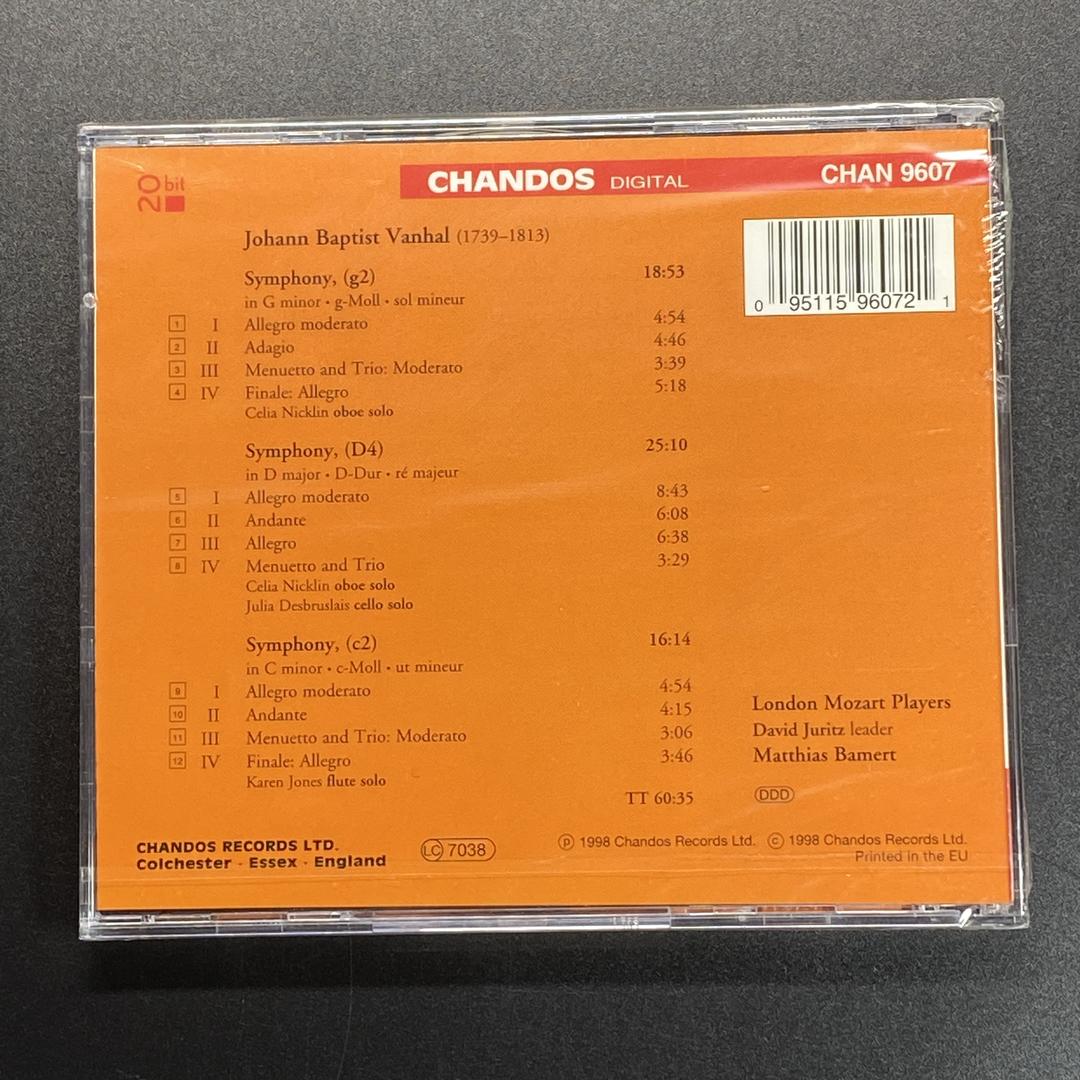 20 bit
CHANDOS DIGITAL CHAN 9607
0 95115 96072 1
Johann Baptist Vanhal (1739–1813)
Symphony, (g2) 18:53
in G minor • g-Moll • sol mineur
1 I Allegro moderato 4:54
2 II Adagio 4:46
3 III Menuetto and Trio: Moderato 3:39
4 IV Finale: Allegro 5:18
Celia Nicklin oboe solo
Symphony, (D4) 25:10
in D major • D-Dur • ré majeur
5 I Allegro moderato 8:43
6 II Andante 6:08
7 III Allegro 6:38
8 IV Menuetto and Trio 3:29
Celia Nicklin oboe solo
Julia Desbruslais cello solo
Symphony, (c2) 16:14
in C minor • c-Moll • ut mineur
9 I Allegro moderato 4:54
10 II Andante 4:15
11 III Menuetto and Trio: Moderato 3:06
12 IV Finale: Allegro 3:46
Karen Jones flute solo
TT 60:35
London Mozart Players
David Juritz leader
Matthias Bamert
DDD
CHANDOS RECORDS LTD.
Colchester · Essex · England
LC 7038
℗ 1998 Chandos Records Ltd. © 1998 Chandos Records Ltd.
Printed in the EU